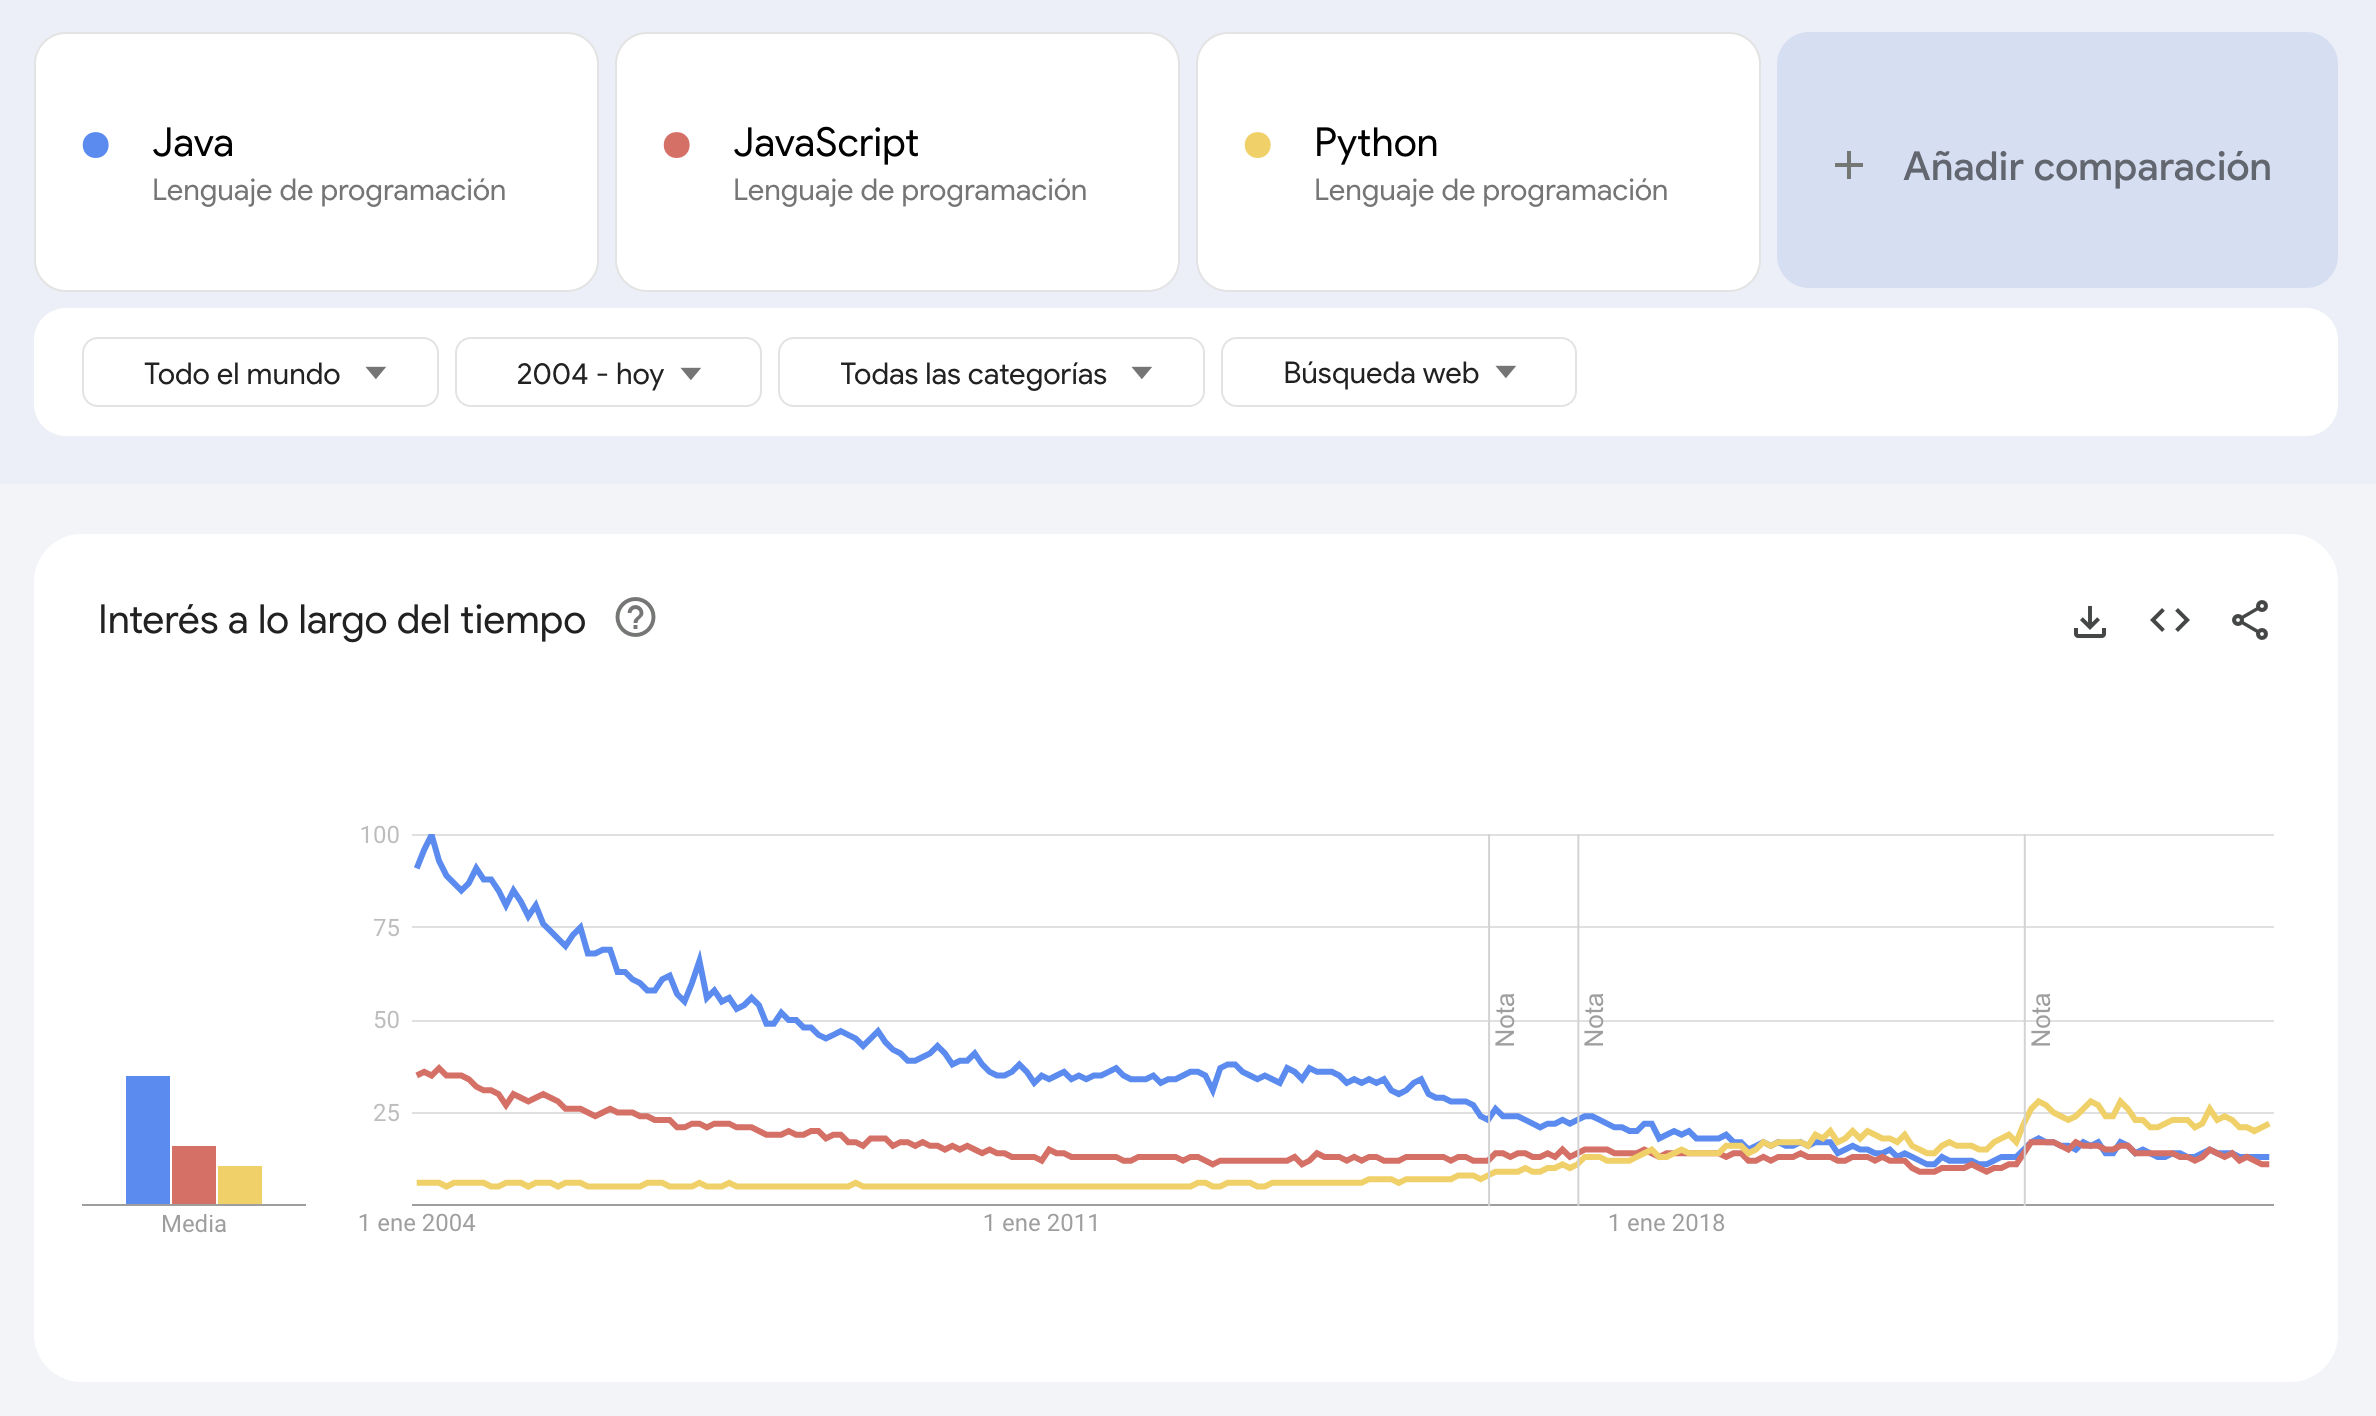 Java
Lenguaje de programación
JavaScript
Lenguaje de programación
Python
Lenguaje de programación
+ Añadir comparación
Todo el mundo
2004 - hoy
Todas las categorías
Búsqueda web
Interés a lo largo del tiempo
100
75
50
25
Nota
Nota
Nota
Media
1 ene 2004
1 ene 2011
1 ene 2018